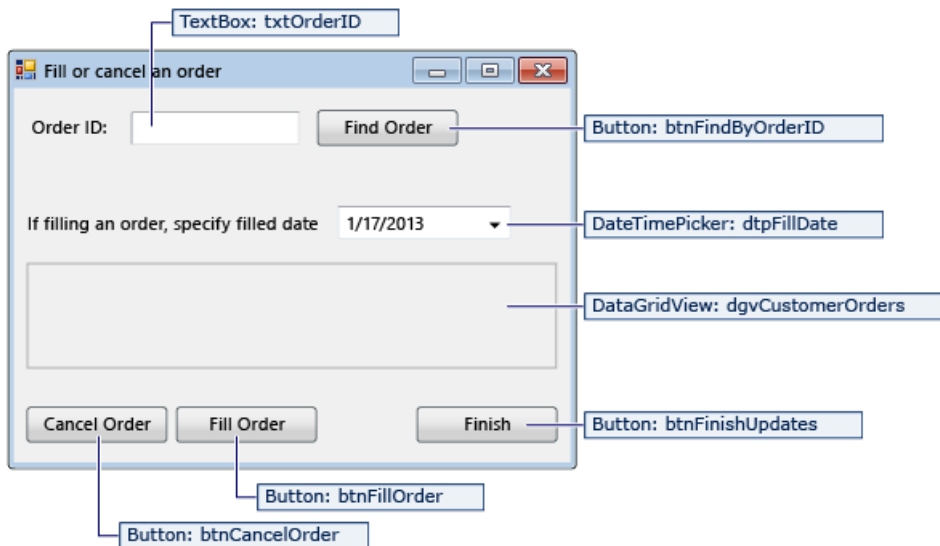 TextBox: txtOrderID
Fill or cancel an order
Order ID:
Find Order
Button: btnFindByOrderID
If filling an order, specify filled date
1/17/2013
DateTimePicker: dtpFillDate
DataGridView: dgvCustomerOrders
Cancel Order
Fill Order
Finish
Button: btnFinishUpdates
Button: btnFillOrder
Button: btnCancelOrder